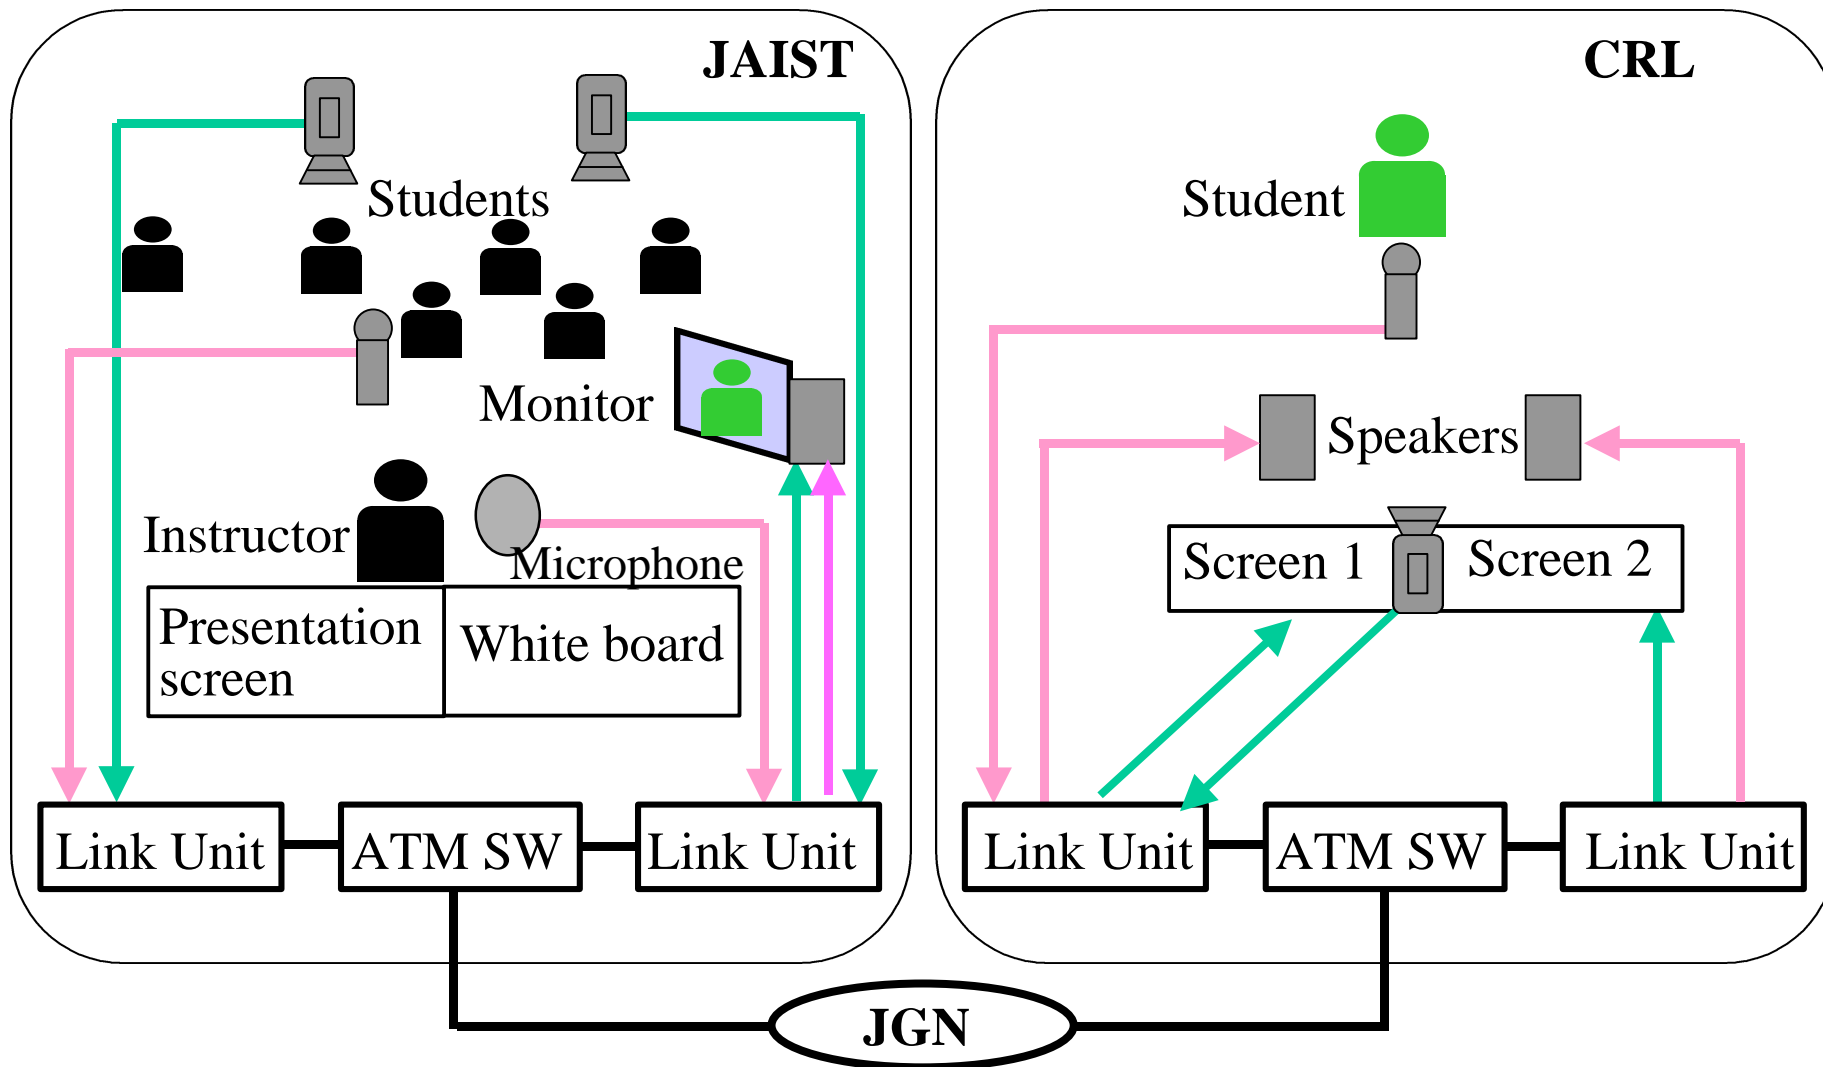 JAIST
Students
Monitor
Instructor
Microphone
Presentation
screen
White board
Link Unit
ATM SW
Link Unit
CRL
Student
Speakers
Screen 1
Screen 2
Link Unit
ATM SW
Link Unit
JGN